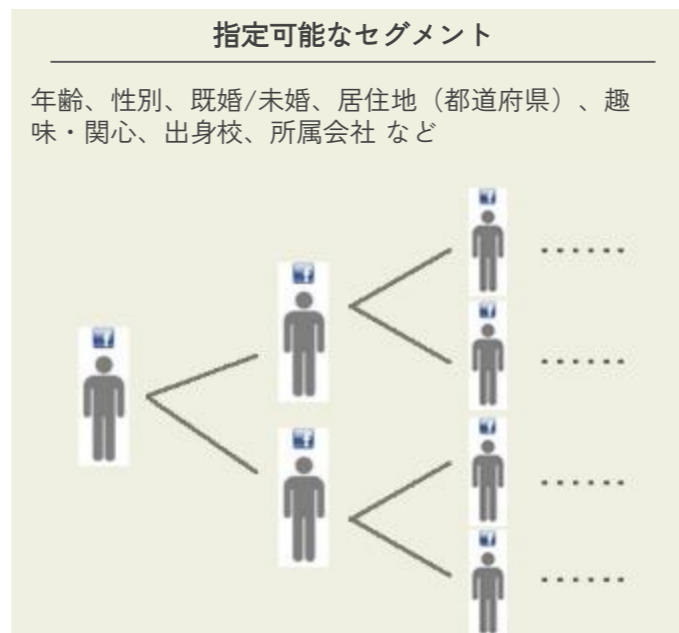 指定可能なセグメント
年齢、性別、既婚/未婚、居住地（都道府県）、趣
味・関心、出身校、所属会社 など